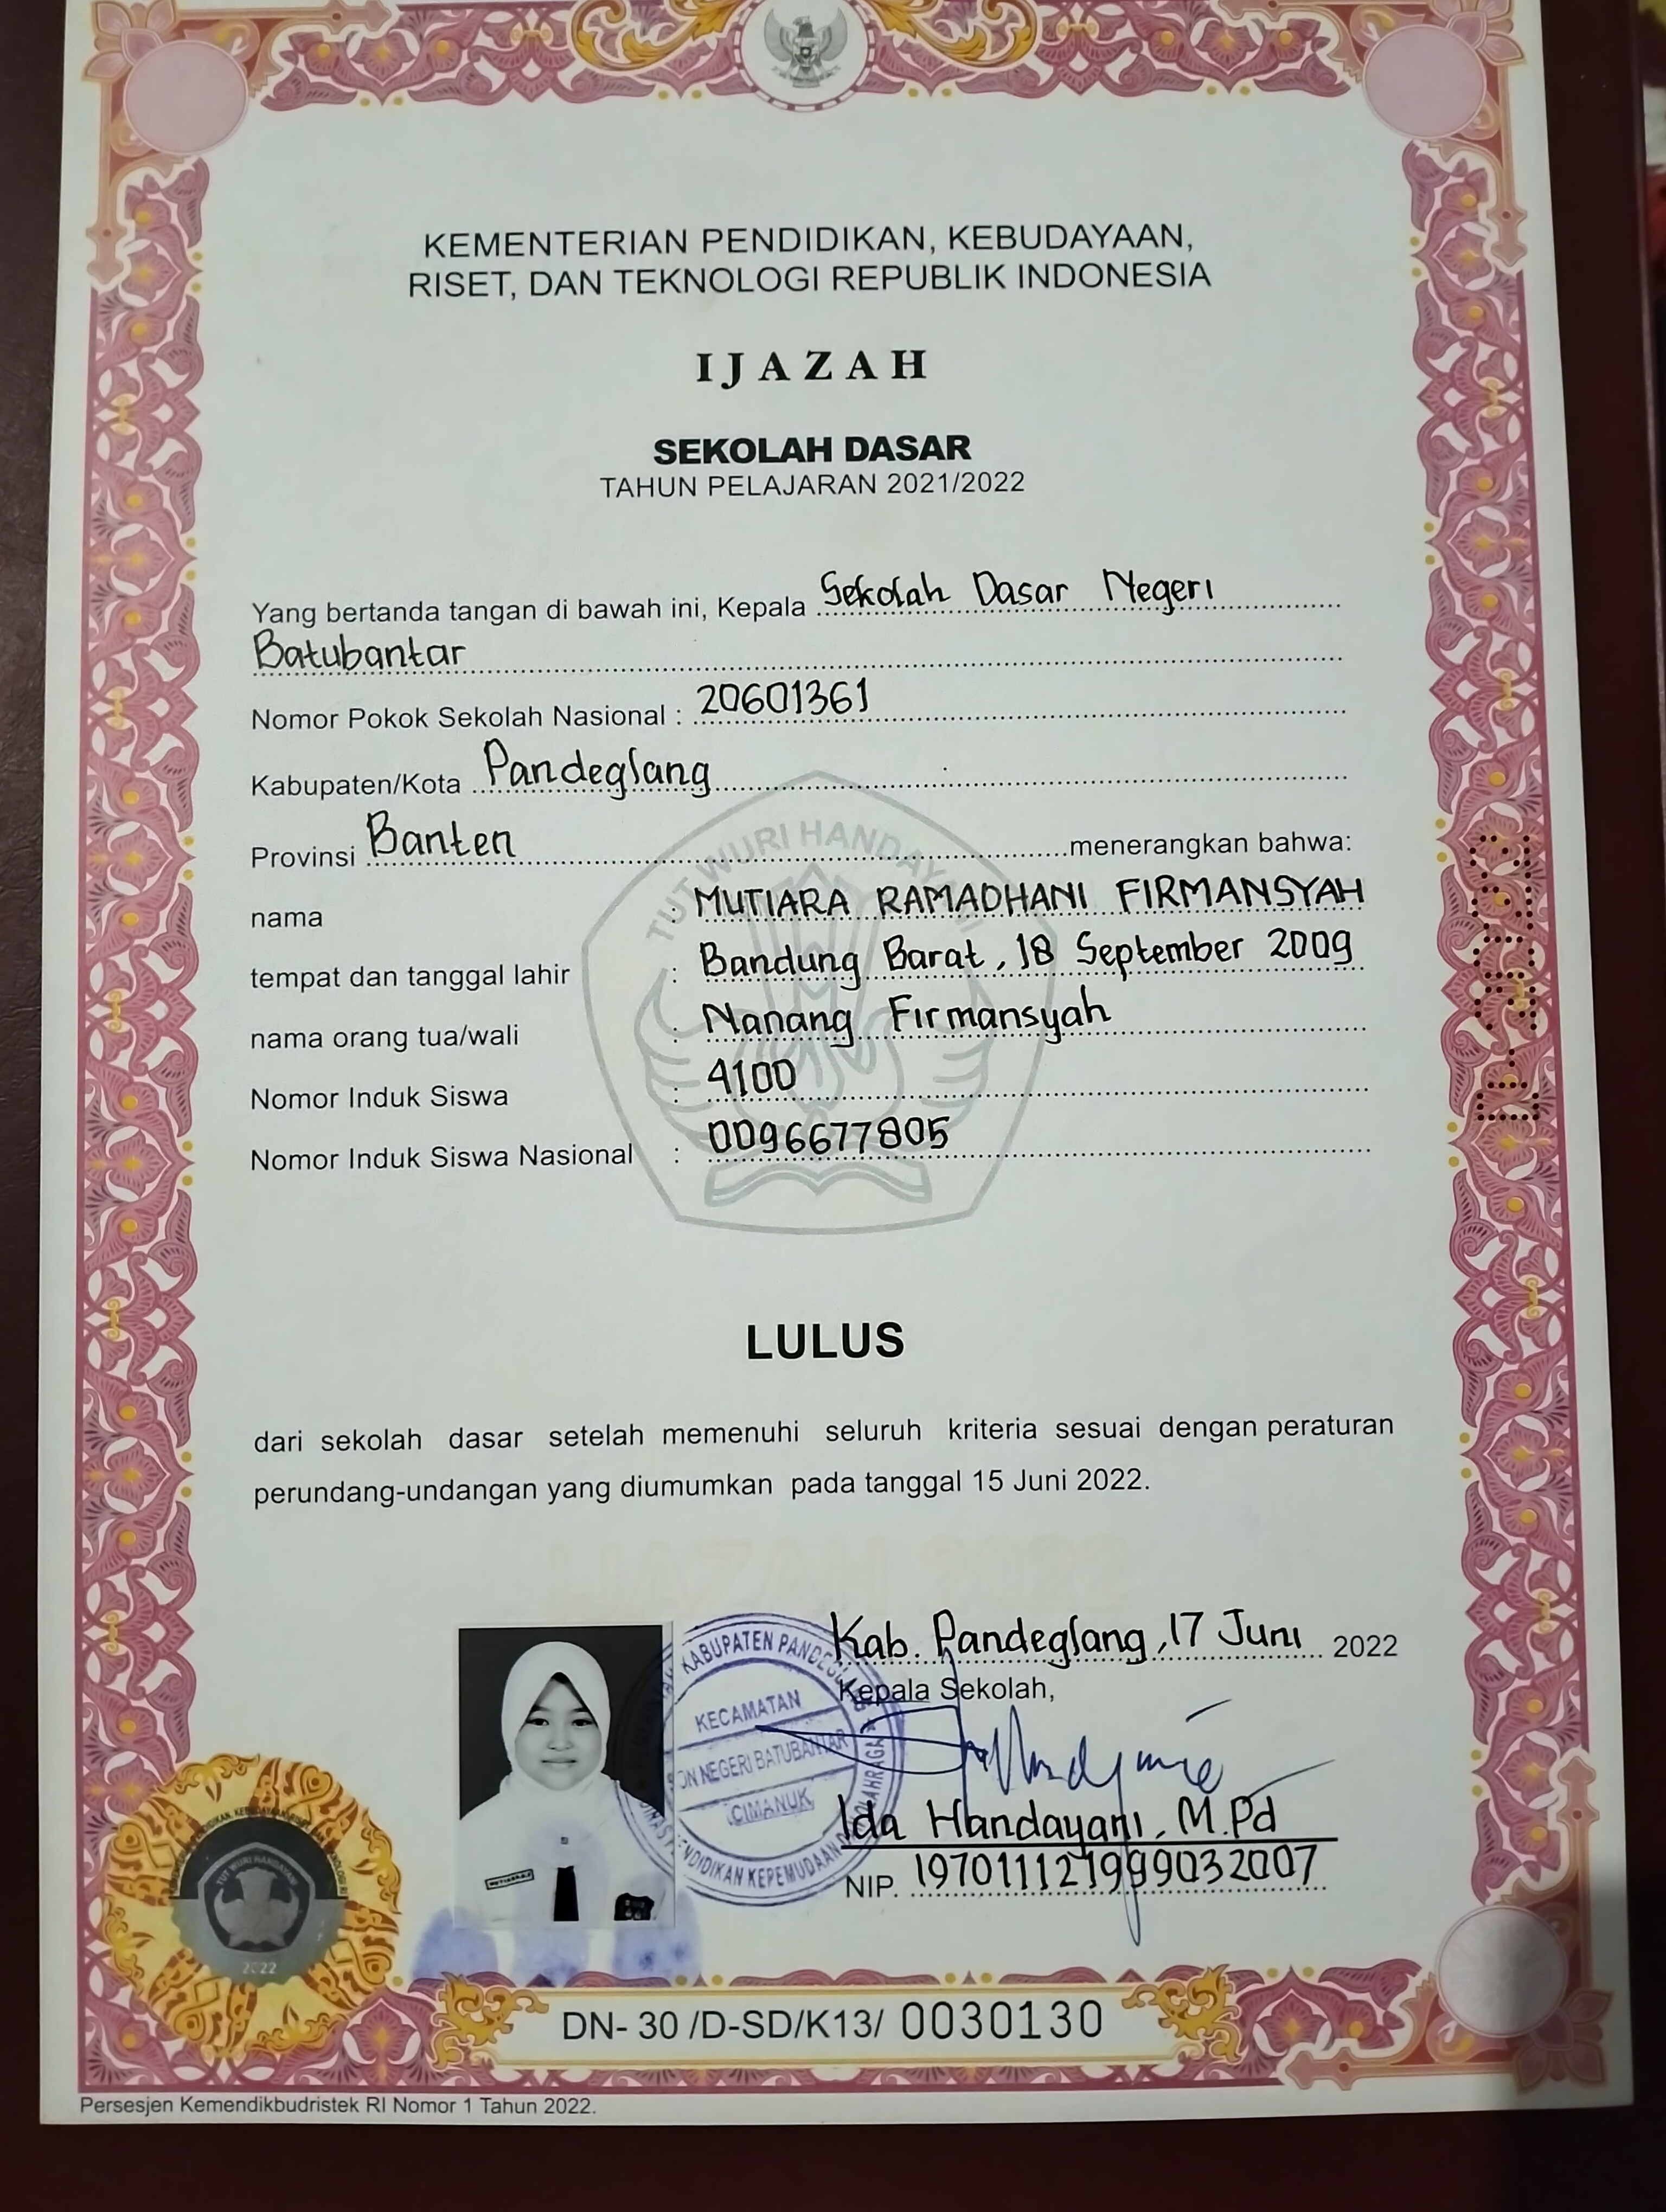 KEMENTERIAN PENDIDIKAN, KEBUDAYAAN,
RISET, DAN TEKNOLOGI REPUBLIK INDONESIA
IJAZAH
SEKOLAH DASAR
TAHUN PELAJARAN 2021/2022
Yang bertanda tangan di bawah ini, Kepala Sekolah Dasar Negeri
Batubantar
Nomor Pokok Sekolah Nasional : 20601361
Kabupaten/Kota Pandeglang
Provinsi Banten menerangkan bahwa:
TUT WURI HANDAYANI
nama : MUTIARA RAMADHANI FIRMANSYAH
tempat dan tanggal lahir : Bandung Barat, 18 September 2009
nama orang tua/wali : Nanang Firmansyah
Nomor Induk Siswa : 4100
Nomor Induk Siswa Nasional : 0096677805
LULUS
dari sekolah dasar setelah memenuhi seluruh kriteria sesuai dengan peraturan
perundang-undangan yang diumumkan pada tanggal 15 Juni 2022.
IJAZAH 2022
Kab. Pandeglang, 17 Juni 2022
Kepala Sekolah,
KABUPATEN PANDEGLANG
KECAMATAN
NEGERI BATUBANTAR
CIMANUK
PENDIDIKAN KEPEMUDAAN OLAHRAGA
Ida Handayani, M.Pd
NIP. 197011121999032007
TUT WURI HANDAYANI
2022
DN- 30 /D-SD/K13/ 0030130
Persesjen Kemendikbudristek RI Nomor 1 Tahun 2022.